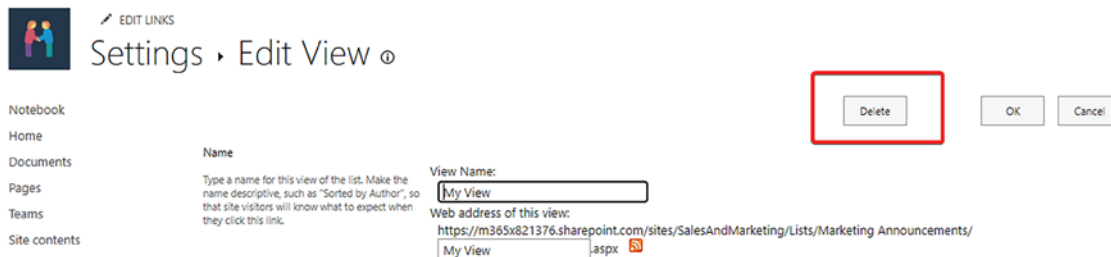 EDIT LINKS
Settings › Edit View
Notebook
Home
Documents
Pages
Teams
Site contents
Delete
OK
Cancel
Name
Type a name for this view of the list. Make the
name descriptive, such as "Sorted by Author", so
that site visitors will know what to expect when
they click this link.
View Name:
My View
Web address of this view:
https://m365x821376.sharepoint.com/sites/SalesAndMarketing/Lists/Marketing Announcements/
My View
.aspx